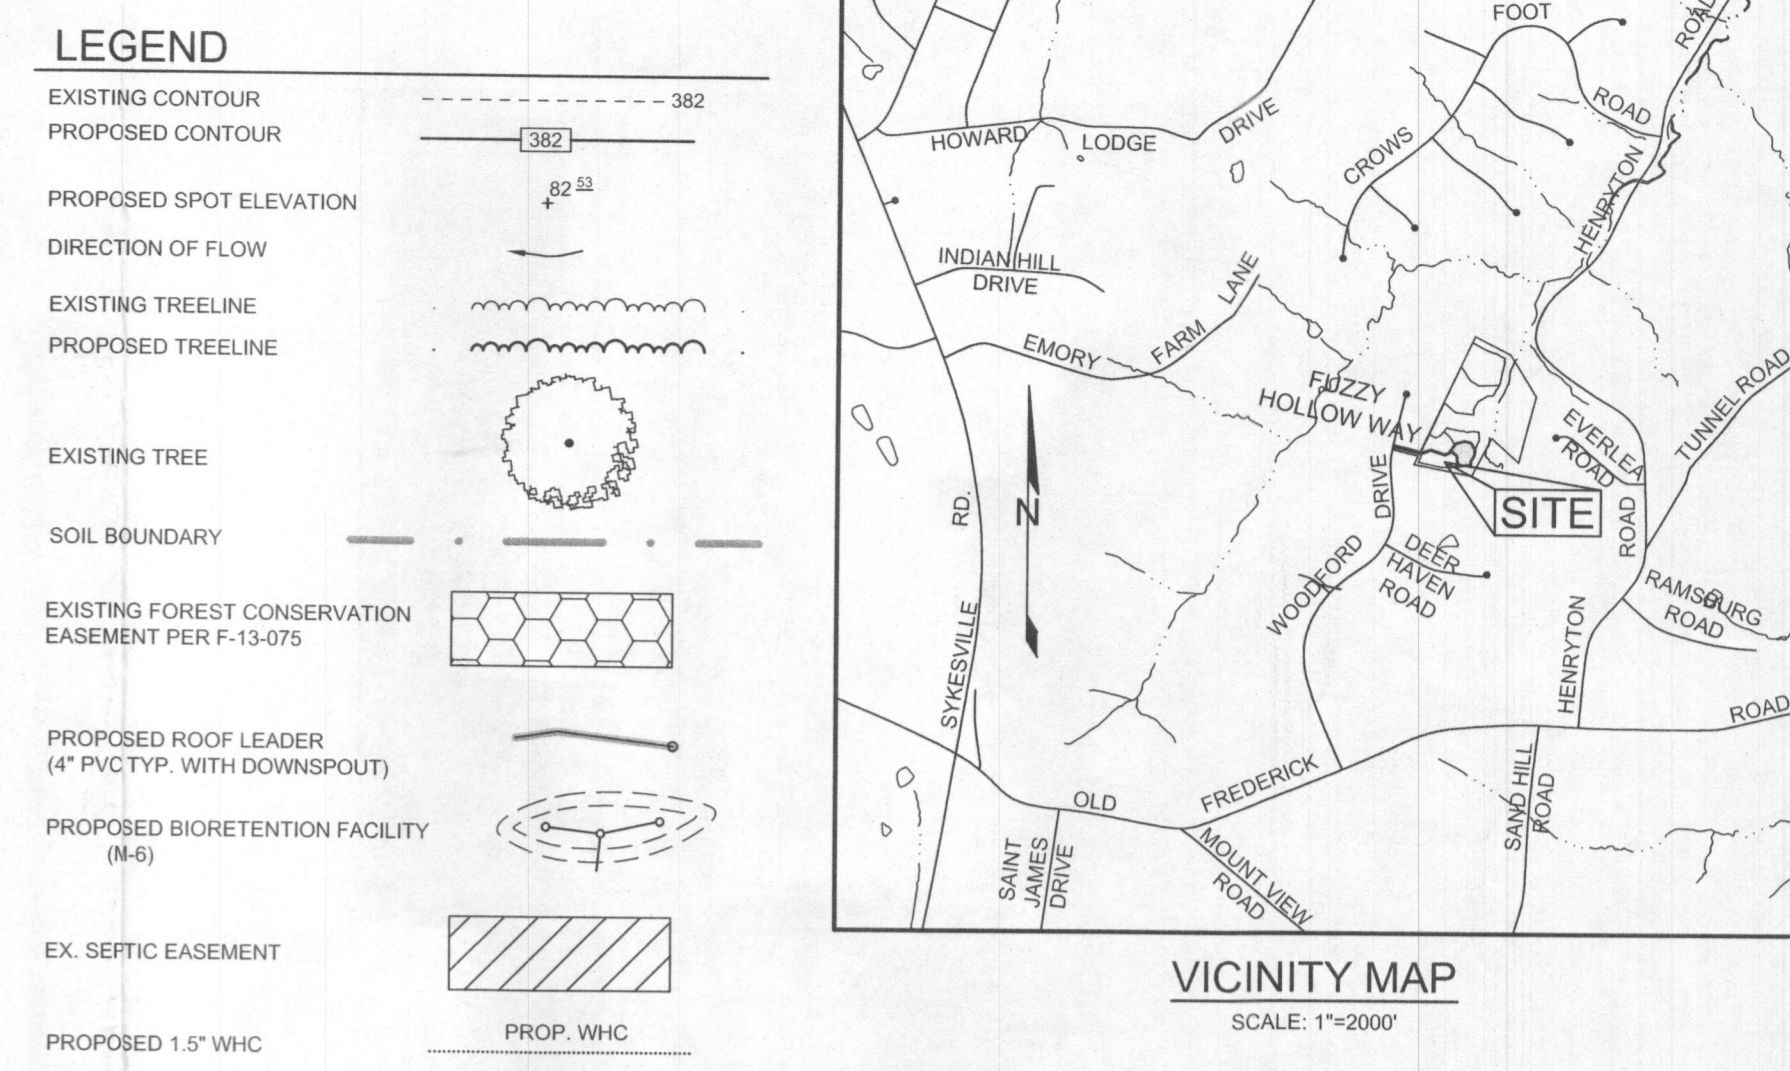 LEGEND
EXISTING CONTOUR
382
PROPOSED CONTOUR
382
PROPOSED SPOT ELEVATION
+82 53
DIRECTION OF FLOW
EXISTING TREELINE
PROPOSED TREELINE
EXISTING TREE
SOIL BOUNDARY
EXISTING FOREST CONSERVATION
EASEMENT PER F-13-075
PROPOSED ROOF LEADER
(4" PVC TYP. WITH DOWNSPOUT)
PROPOSED BIORETENTION FACILITY
(M-6)
EX. SEPTIC EASEMENT
PROPOSED 1.5" WHC
PROP. WHC
FOOT
ROAD
ROAD
HOWARD LODGE DRIVE
CROWS
HENRYTON
INDIAN HILL
DRIVE
EMORY FARM LANE
FUZZY
HOLLOW WAY
EVERLEA
ROAD
TUNNEL ROAD
SITE
N
RD.
DRIVE
ROAD
WOODFORD
DEER
HAVEN
ROAD
RAMSBURG
ROAD
SYKESVILLE
HENRYTON
ROAD
OLD
FREDERICK
SAND HILL
ROAD
SAINT
JAMES
DRIVE
MOUNT VIEW
ROAD
VICINITY MAP
SCALE: 1"=2000'